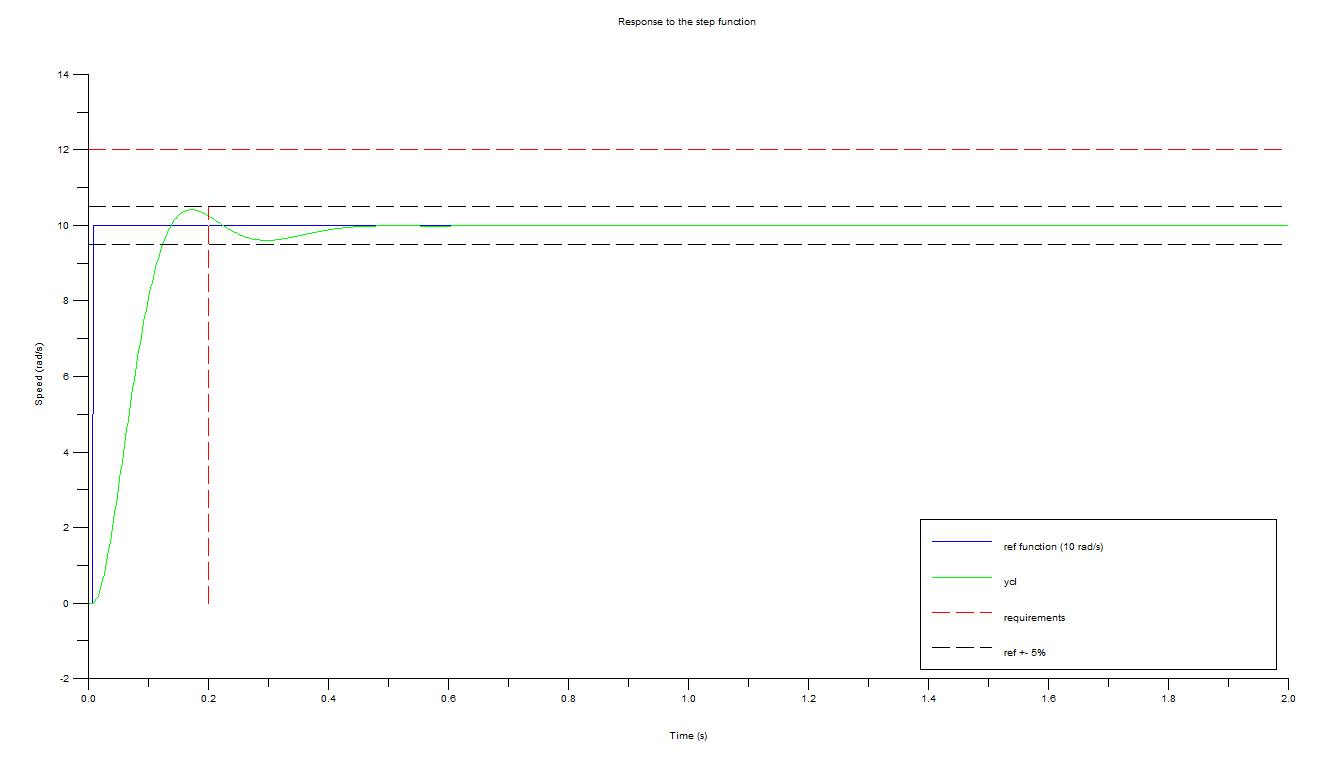 Response to the step function
14
12
10
8
6
4
2
0
-2
Speed (rad/s)
0.0 0.2 0.4 0.6 0.8 1.0 1.2 1.4 1.6 1.8 2.0
Time (s)
ref function (10 rad/s)
ycl
requirements
ref +- 5%